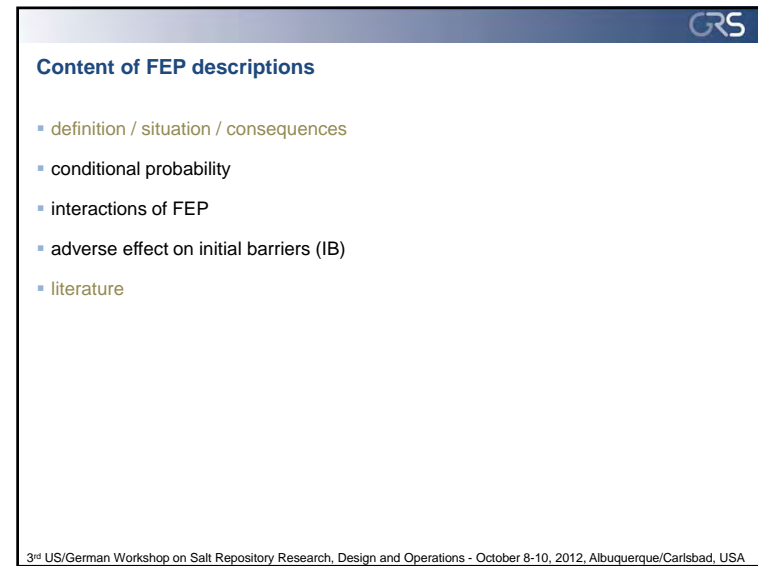 GRS
Content of FEP descriptions
▪ definition / situation / consequences
▪ conditional probability
▪ interactions of FEP
▪ adverse effect on initial barriers (IB)
▪ literature
3rd US/German Workshop on Salt Repository Research, Design and Operations - October 8-10, 2012, Albuquerque/Carlsbad, USA